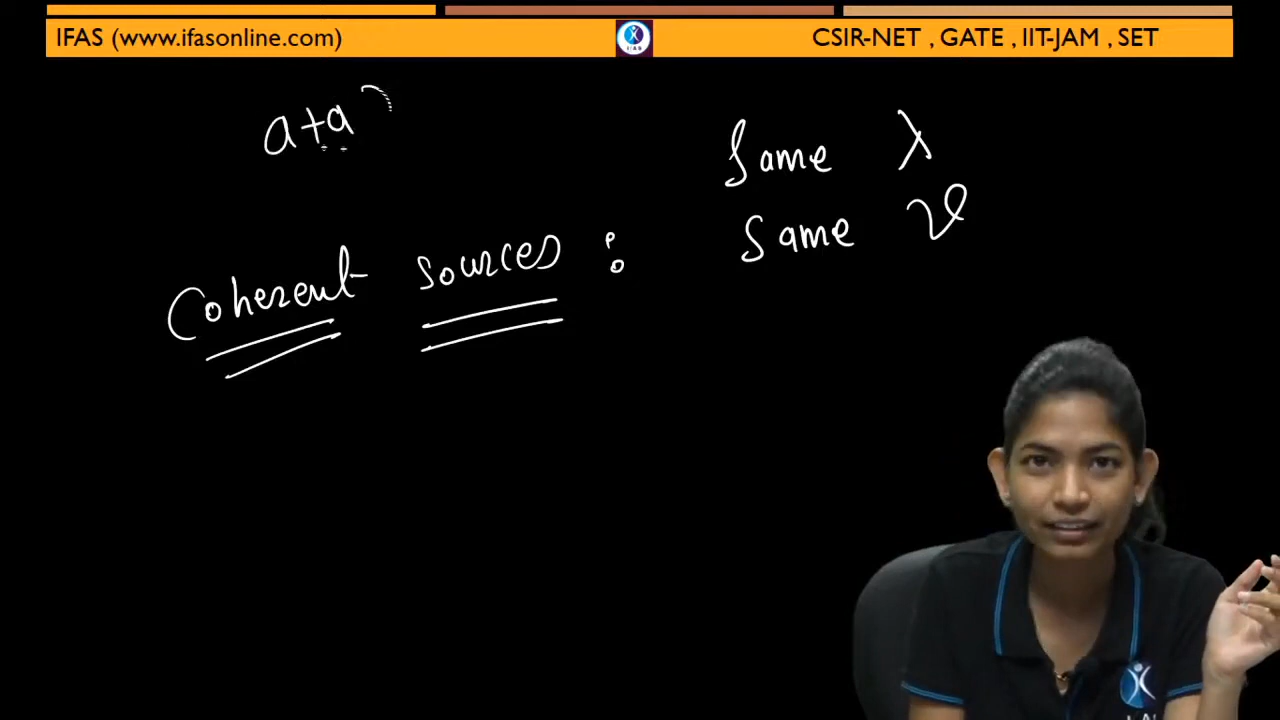 IFAS (www.ifasonline.com)
CSIR-NET , GATE , IIT-JAM , SET
a+a
Same λ
Same ν
Coherent sources :